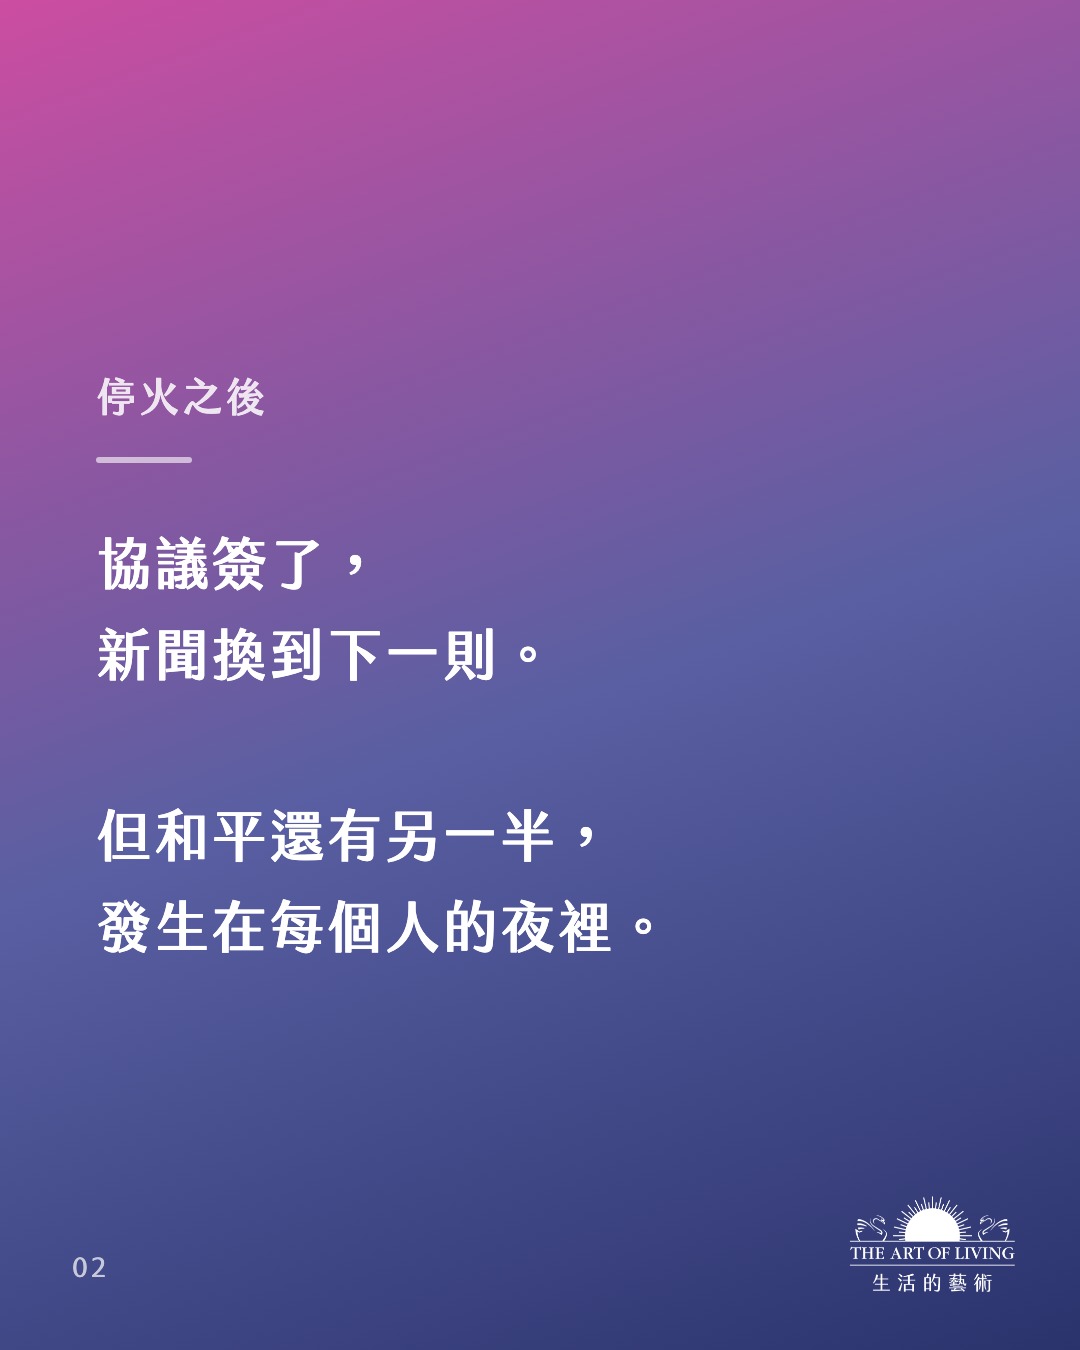 停火之後
協議簽了，
新聞換到下一則。
但和平還有另一半，
發生在每個人的夜裡。
02
THE ART OF LIVING
生活的藝術